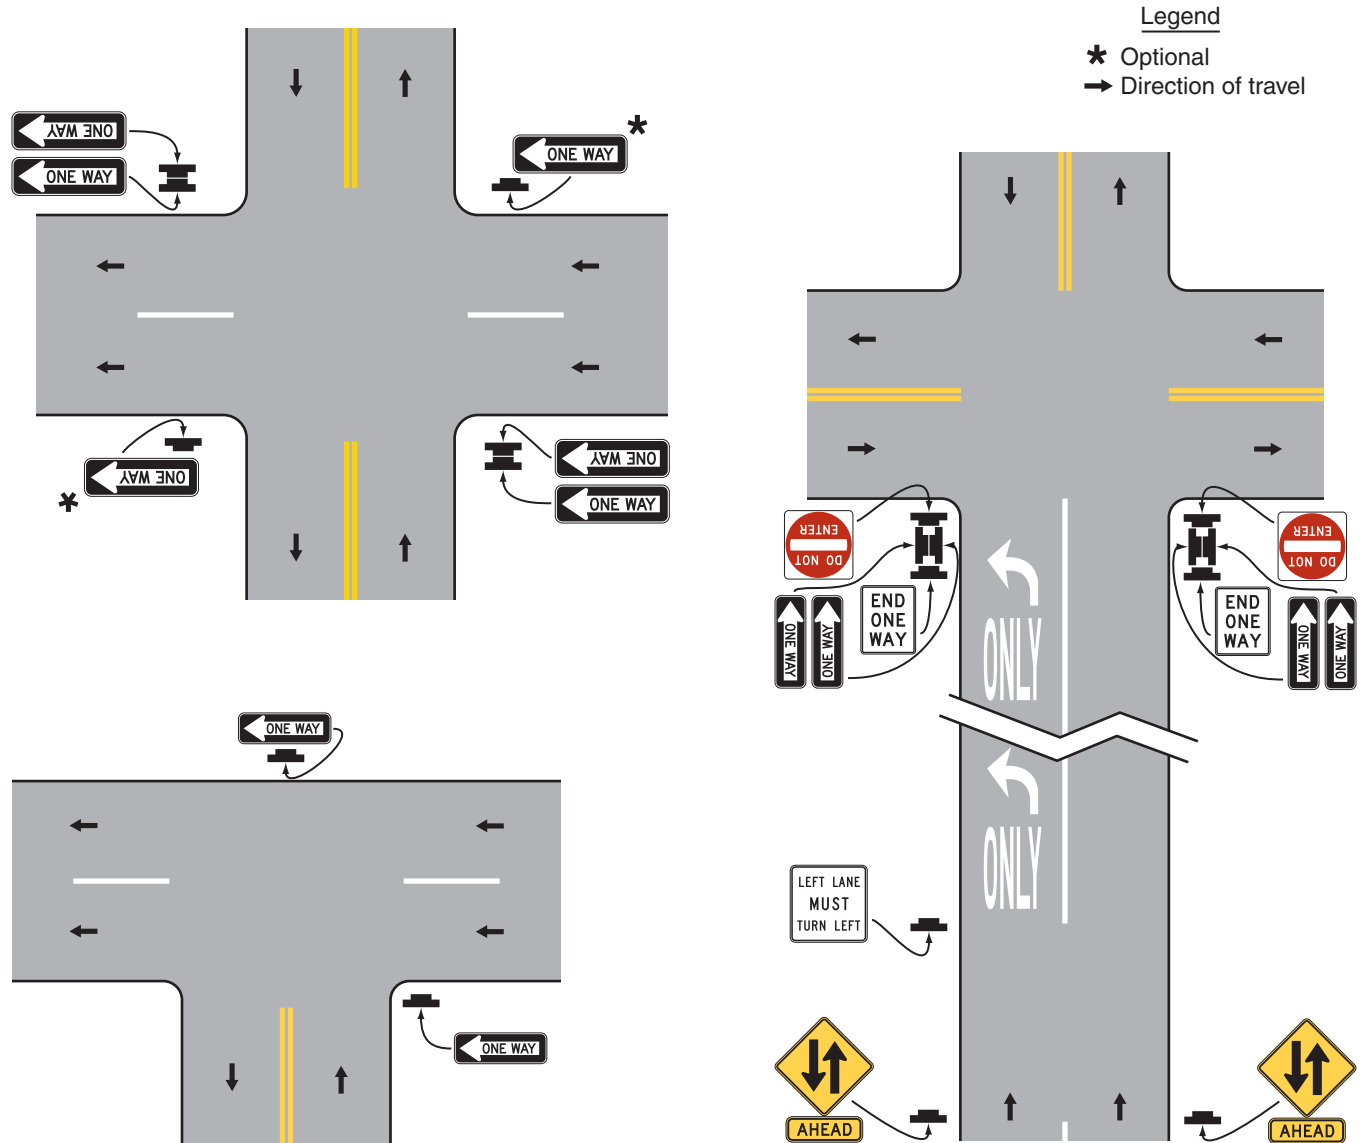 Legend
* Optional
Direction of travel
ONE WAY
ONE WAY
ONE WAY *
* ONE WAY
ONE WAY
ONE WAY
ONE WAY
ONE WAY
DO NOT
ENTER
ONE WAY
ONE WAY
END
ONE
WAY
ONLY
DO NOT
ENTER
END
ONE
WAY
ONE WAY
ONE WAY
ONLY
LEFT LANE
MUST
TURN LEFT
AHEAD
AHEAD